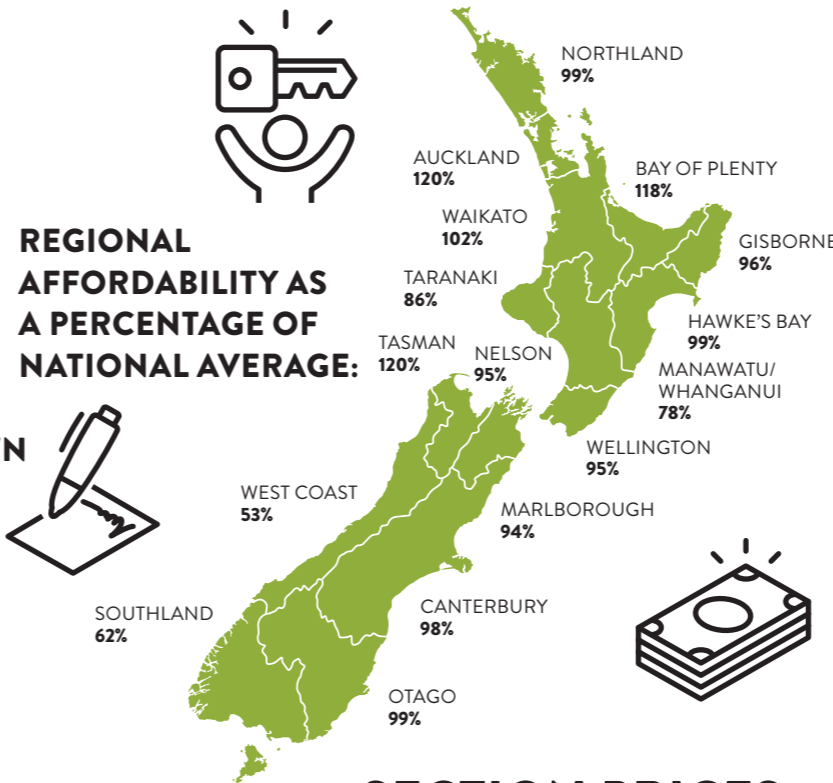 NORTHLAND
99%
AUCKLAND
120%
BAY OF PLENTY
118%
WAIKATO
102%
REGIONAL
AFFORDABILITY AS
A PERCENTAGE OF
NATIONAL AVERAGE:
GISBORNE
96%
TARANAKI
86%
HAWKE'S BAY
99%
TASMAN
120%
NELSON
95%
MANAWATU/
WHANGANUI
78%
WELLINGTON
95%
WEST COAST
53%
MARLBOROUGH
94%
SOUTHLAND
62%
CANTERBURY
98%
OTAGO
99%
SECTION PRICES